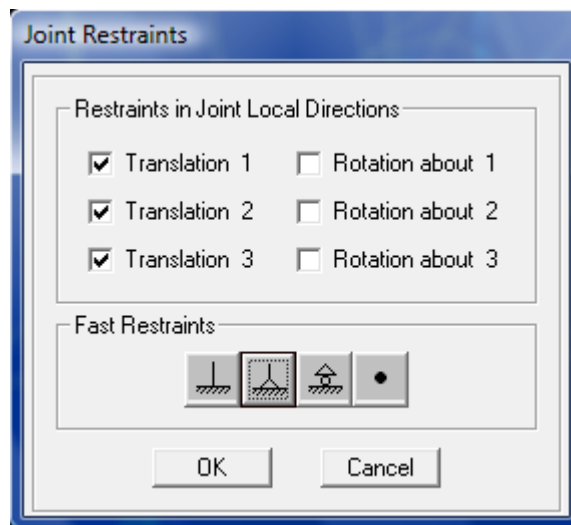 Joint Restraints
Restraints in Joint Local Directions
Translation 1 Rotation about 1
Translation 2 Rotation about 2
Translation 3 Rotation about 3
Fast Restraints
OK Cancel